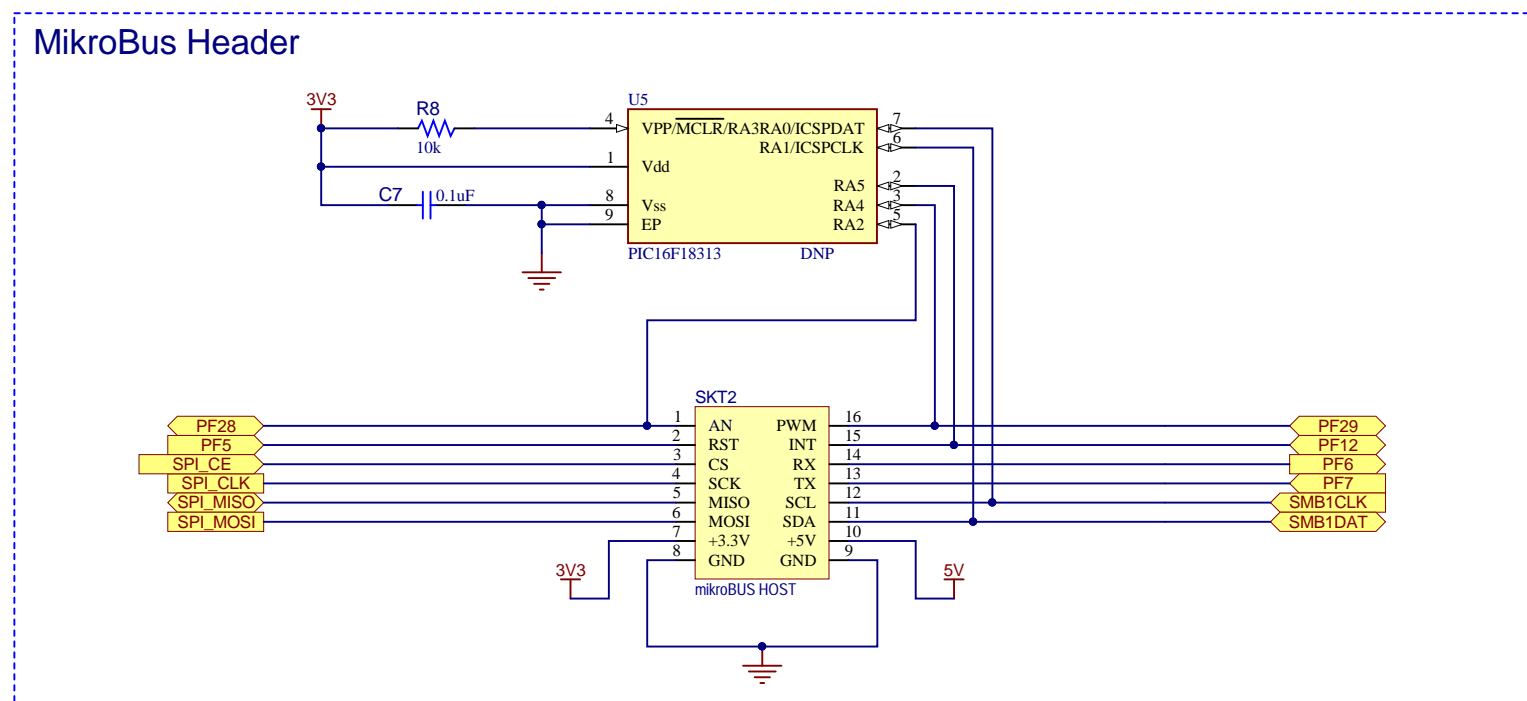 MikroBus Header
3V3
R8
10k
C7
0.1uF
U5
4 VPP/MCLR/RA3 RA0/ICSPDAT 7
RA1/ICSPCLK 6
1 Vdd
RA5 2
8 Vss RA4 3
9 EP RA2 5
PIC16F18313 DNP
SKT2
PF28 1 AN PWM 16 PF29
PF5 2 RST INT 15 PF12
SPI_CE 3 CS RX 14 PF6
SPI_CLK 4 SCK TX 13 PF7
SPI_MISO 5 MISO SCL 12 SMB1CLK
SPI_MOSI 6 MOSI SDA 11 SMB1DAT
7 +3.3V +5V 10
8 GND GND 9
3V3
5V
mikroBUS HOST